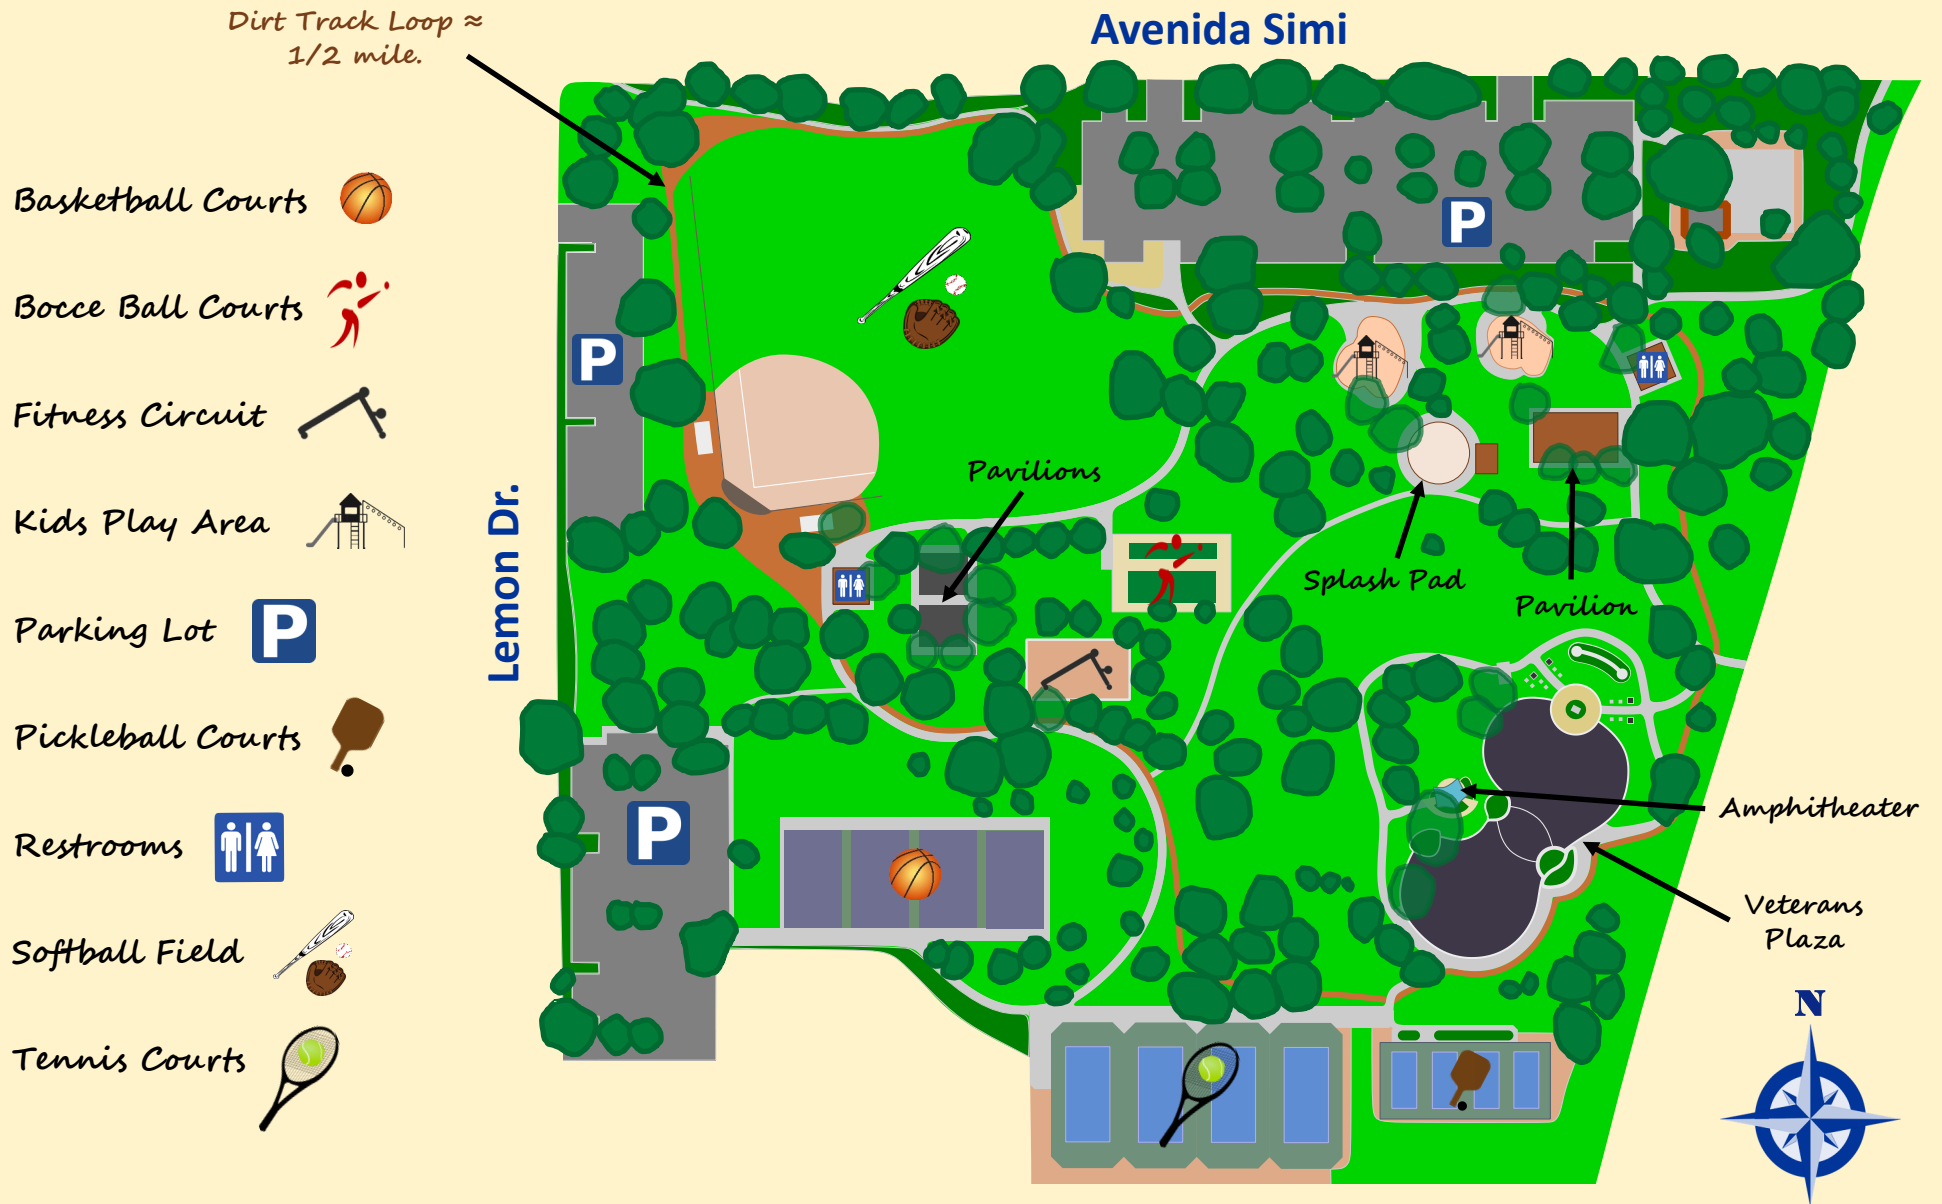 Dirt Track Loop ≈
1/2 mile.
Avenida Simi
Basketball Courts
Bocce Ball Courts
Fitness Circuit
Kids Play Area
Parking Lot
P
Pickleball Courts
Restrooms
Softball Field
Tennis Courts
Lemon Dr.
P
P
P
Pavilions
Splash Pad
Pavilion
Amphitheater
Veterans
Plaza
N